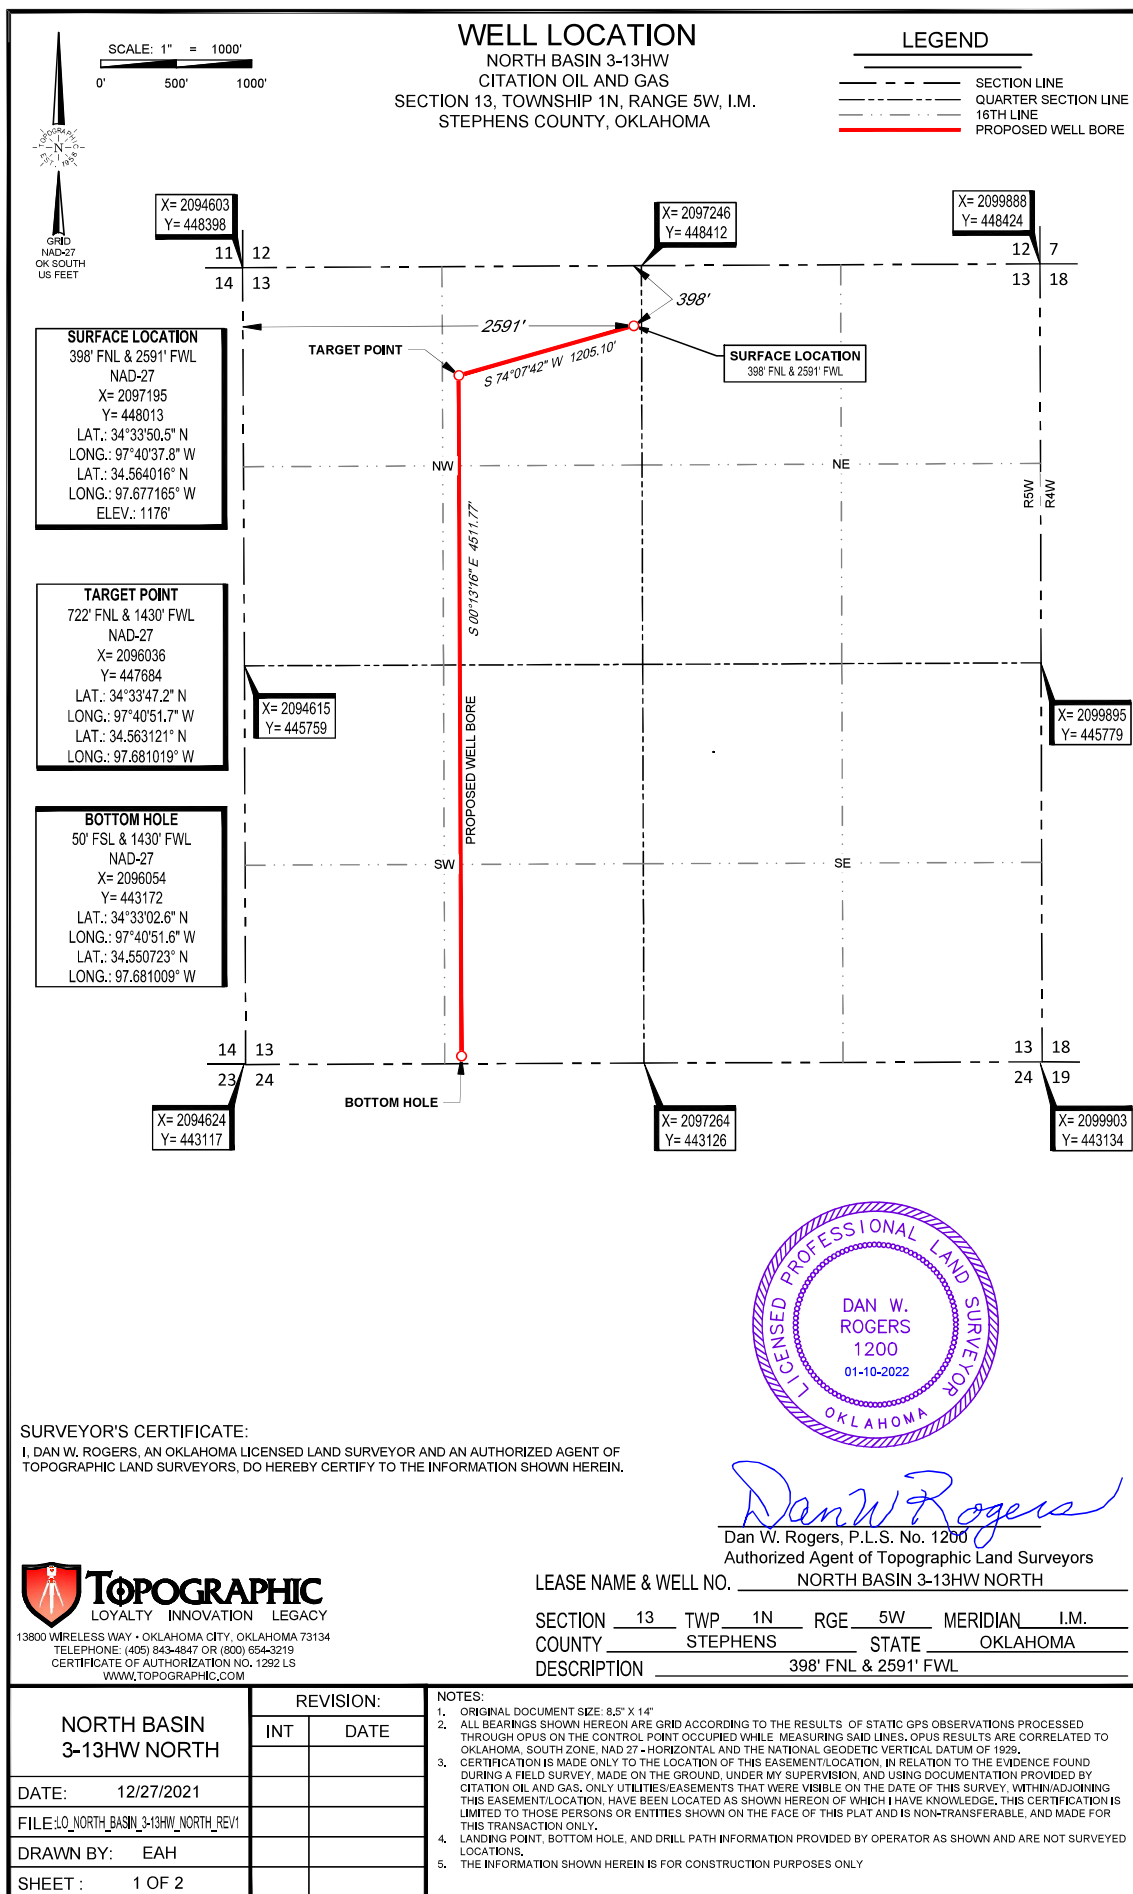 WELL LOCATION
NORTH BASIN 3-13HW
CITATION OIL AND GAS
SECTION 13, TOWNSHIP 1N, RANGE 5W, I.M.
STEPHENS COUNTY, OKLAHOMA
SCALE: 1" = 1000'
0' 500' 1000'
TOPOGRAPHIC
N
EST. 1958
GRID
NAD-27
OK SOUTH
US FEET
LEGEND
SECTION LINE
QUARTER SECTION LINE
16TH LINE
PROPOSED WELL BORE
X= 2094603
Y= 448398
X= 2097246
Y= 448412
X= 2099888
Y= 448424
11 12
14 13
12 7
13 18
398'
2591'
TARGET POINT
S 74°07'42" W 1205.10'
SURFACE LOCATION
398' FNL & 2591' FWL
SURFACE LOCATION
398' FNL & 2591' FWL
NAD-27
X= 2097195
Y= 448013
LAT.: 34°33'50.5" N
LONG.: 97°40'37.8" W
LAT.: 34.564016° N
LONG.: 97.677165° W
ELEV.: 1176'
NW
NE
R5W
R4W
S 00°13'16" E 4511.77'
PROPOSED WELL BORE
TARGET POINT
722' FNL & 1430' FWL
NAD-27
X= 2096036
Y= 447684
LAT.: 34°33'47.2" N
LONG.: 97°40'51.7" W
LAT.: 34.563121° N
LONG.: 97.681019° W
X= 2094615
Y= 445759
X= 2099895
Y= 445779
BOTTOM HOLE
50' FSL & 1430' FWL
NAD-27
X= 2096054
Y= 443172
LAT.: 34°33'02.6" N
LONG.: 97°40'51.6" W
LAT.: 34.550723° N
LONG.: 97.681009° W
SW
SE
14 13
23 24
13 18
24 19
BOTTOM HOLE
X= 2094624
Y= 443117
X= 2097264
Y= 443126
X= 2099903
Y= 443134
LICENSED PROFESSIONAL LAND SURVEYOR
DAN W.
ROGERS
1200
01-10-2022
OKLAHOMA
SURVEYOR'S CERTIFICATE:
I, DAN W. ROGERS, AN OKLAHOMA LICENSED LAND SURVEYOR AND AN AUTHORIZED AGENT OF
TOPOGRAPHIC LAND SURVEYORS, DO HEREBY CERTIFY TO THE INFORMATION SHOWN HEREIN.
Dan W Rogers
Dan W. Rogers, P.L.S. No. 1200
Authorized Agent of Topographic Land Surveyors
TOPOGRAPHIC
LOYALTY INNOVATION LEGACY
13800 WIRELESS WAY • OKLAHOMA CITY, OKLAHOMA 73134
TELEPHONE: (405) 843-4847 OR (800) 654-3219
CERTIFICATE OF AUTHORIZATION NO. 1292 LS
WWW.TOPOGRAPHIC.COM
LEASE NAME & WELL NO. NORTH BASIN 3-13HW NORTH
SECTION 13 TWP 1N RGE 5W MERIDIAN I.M.
COUNTY STEPHENS STATE OKLAHOMA
DESCRIPTION 398' FNL & 2591' FWL
NORTH BASIN
3-13HW NORTH
REVISION:
INT DATE
DATE: 12/27/2021
FILE:LO_NORTH_BASIN_3-13HW_NORTH_REV1
DRAWN BY: EAH
SHEET : 1 OF 2
NOTES:
1. ORIGINAL DOCUMENT SIZE: 8.5" X 14"
2. ALL BEARINGS SHOWN HEREON ARE GRID ACCORDING TO THE RESULTS OF STATIC GPS OBSERVATIONS PROCESSED
THROUGH OPUS ON THE CONTROL POINT OCCUPIED WHILE MEASURING SAID LINES. OPUS RESULTS ARE CORRELATED TO
OKLAHOMA, SOUTH ZONE, NAD 27 - HORIZONTAL AND THE NATIONAL GEODETIC VERTICAL DATUM OF 1929.
3. CERTIFICATION IS MADE ONLY TO THE LOCATION OF THIS EASEMENT/LOCATION, IN RELATION TO THE EVIDENCE FOUND
DURING A FIELD SURVEY, MADE ON THE GROUND, UNDER MY SUPERVISION, AND USING DOCUMENTATION PROVIDED BY
CITATION OIL AND GAS. ONLY UTILITIES/EASEMENTS THAT WERE VISIBLE ON THE DATE OF THIS SURVEY, WITHIN/ADJOINING
THIS EASEMENT/LOCATION, HAVE BEEN LOCATED AS SHOWN HEREON OF WHICH I HAVE KNOWLEDGE. THIS CERTIFICATION IS
LIMITED TO THOSE PERSONS OR ENTITIES SHOWN ON THE FACE OF THIS PLAT AND IS NON-TRANSFERABLE, AND MADE FOR
THIS TRANSACTION ONLY.
4. LANDING POINT, BOTTOM HOLE, AND DRILL PATH INFORMATION PROVIDED BY OPERATOR AS SHOWN AND ARE NOT SURVEYED
LOCATIONS.
5. THE INFORMATION SHOWN HEREIN IS FOR CONSTRUCTION PURPOSES ONLY